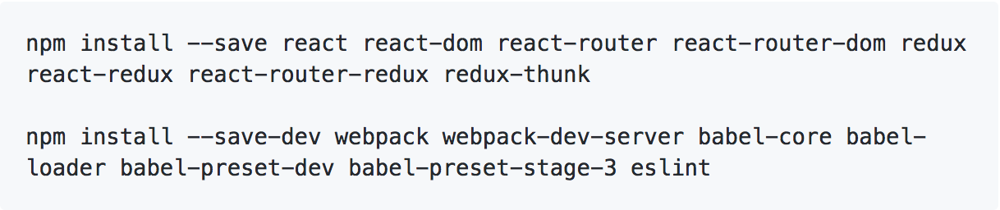 npm install --save react react-dom react-router react-router-dom redux
react-redux react-router-redux redux-thunk
npm install --save-dev webpack webpack-dev-server babel-core babel-
loader babel-preset-dev babel-preset-stage-3 eslint